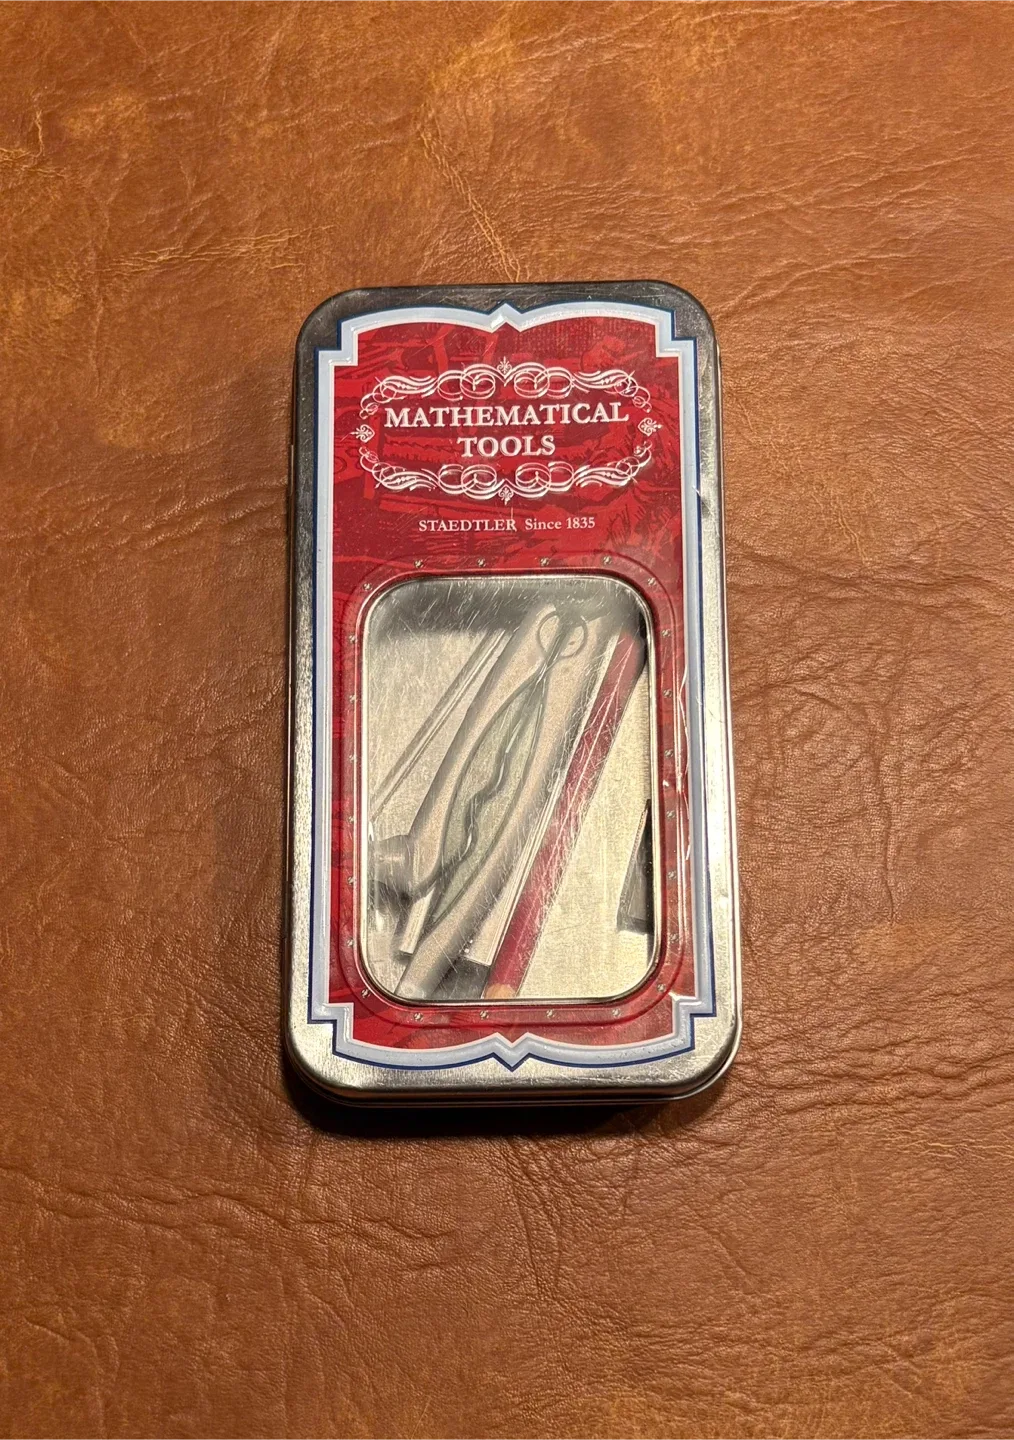 MATHEMATICAL
TOOLS
STAEDTLER Since 1835